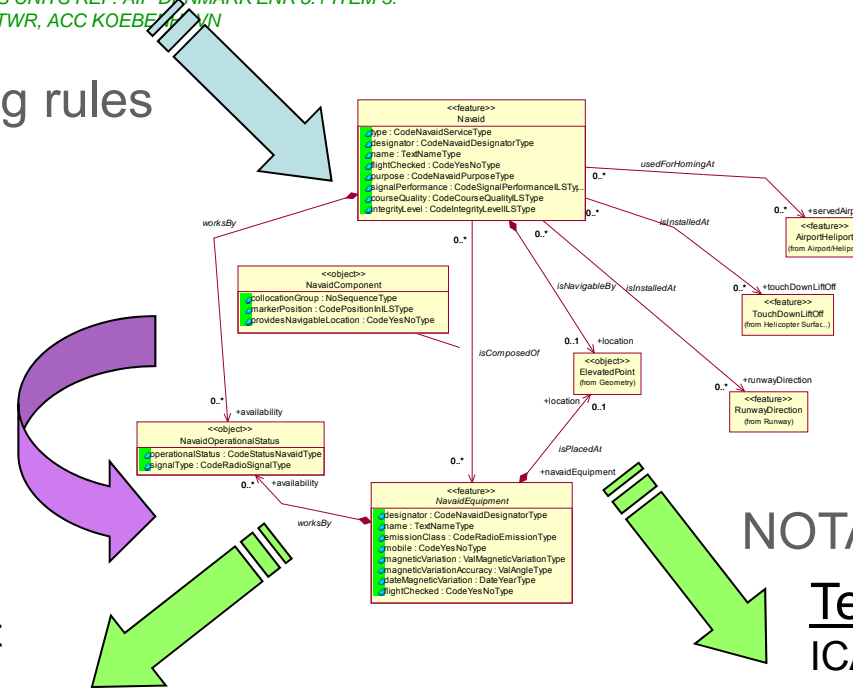 S UNITS REF. AIP DENMARK ENR 3.1 ITEM 3.
TWR, ACC KOEBENHAVN
g rules
<<feature>>
Navaid
type : CodeNavaidServiceType
designator : CodeNavaidDesignatorType
name : TextNameType
flightChecked : CodeYesNoType
purpose : CodeNavaidPurposeType
signalPerformance : CodeSignalPerformanceILSTyp...
courseQuality : CodeCourseQualityILSType
integrityLevel : CodeIntegrityLevelILSType
usedForHomingAt
0..*
0..*
+servedAirp
<<feature>>
AirportHeliport
(from Airport/Helipo
worksBy
0..*
0..*
0..*
isInstalledAt
<<object>>
NavaidComponent
collocationGroup : NoSequenceType
markerPosition : CodePositionInILSType
providesNavigableLocation : CodeYesNoType
isNavigableBy
isInstalledAt
0..*
+touchDownLiftOff
<<feature>>
TouchDownLiftOff
(from Helicopter Surfac...)
isComposedOf
0..1
+location
<<object>>
ElevatedPoint
(from Geometry)
+location
0..1
0..*
+runwayDirection
<<feature>>
RunwayDirection
(from Runway)
0..*
+availability
<<object>>
NavaidOperationalStatus
operationalStatus : CodeStatusNavaidType
signalType : CodeRadioSignalType
0..*
+availability
worksBy
isPlacedAt
0..*
+navaidEquipment
<<feature>>
NavaidEquipment
designator : CodeNavaidDesignatorType
name : TextNameType
emissionClass : CodeRadioEmissionType
mobile : CodeYesNoType
magneticVariation : ValMagneticVariationType
magneticVariationAccuracy : ValAngleType
dateMagneticVariation : DateYearType
flightChecked : CodeYesNoType
NOTA
Te
ICA
t